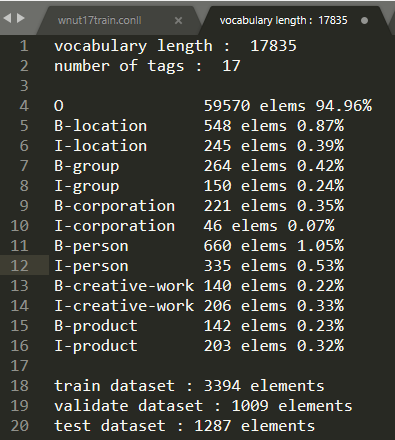 wnut17train.conll
vocabulary length : 17835
1 vocabulary length :  17835
2 number of tags :  17
3
4 O 59570 elems 94.96%
5 B-location 548 elems 0.87%
6 I-location 245 elems 0.39%
7 B-group 264 elems 0.42%
8 I-group 150 elems 0.24%
9 B-corporation 221 elems 0.35%
10 I-corporation 46 elems 0.07%
11 B-person 660 elems 1.05%
12 I-person 335 elems 0.53%
13 B-creative-work 140 elems 0.22%
14 I-creative-work 206 elems 0.33%
15 B-product 142 elems 0.23%
16 I-product 203 elems 0.32%
17
18 train dataset : 3394 elements
19 validate dataset : 1009 elements
20 test dataset : 1287 elements